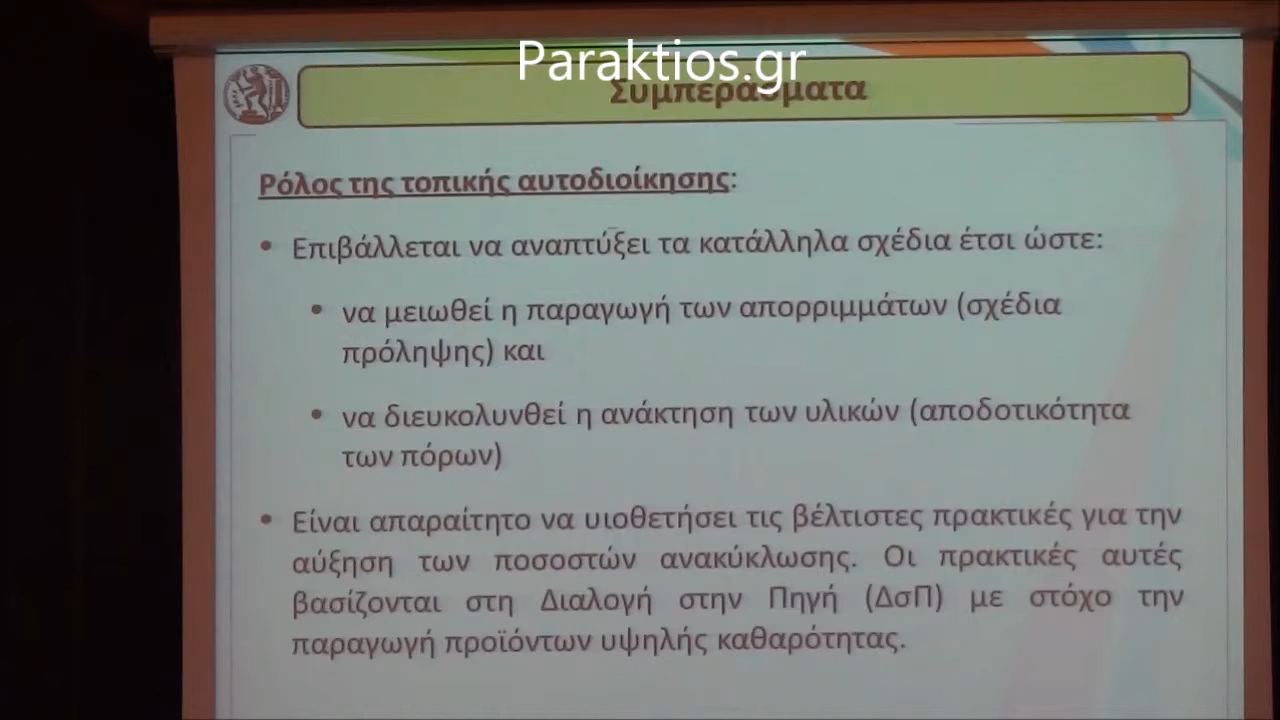 Paraktios.gr
Συμπεράσματα
Ρόλος της τοπικής αυτοδιοίκησης:
• Επιβάλλεται να αναπτύξει τα κατάλληλα σχέδια έτσι ώστε:
• να μειωθεί η παραγωγή των απορριμμάτων (σχέδια
πρόληψης) και
• να διευκολυνθεί η ανάκτηση των υλικών (αποδοτικότητα
των πόρων)
• Είναι απαραίτητο να υιοθετήσει τις βέλτιστες πρακτικές για την
αύξηση των ποσοστών ανακύκλωσης. Οι πρακτικές αυτές
βασίζονται στη Διαλογή στην Πηγή (ΔσΠ) με στόχο την
παραγωγή προϊόντων υψηλής καθαρότητας.